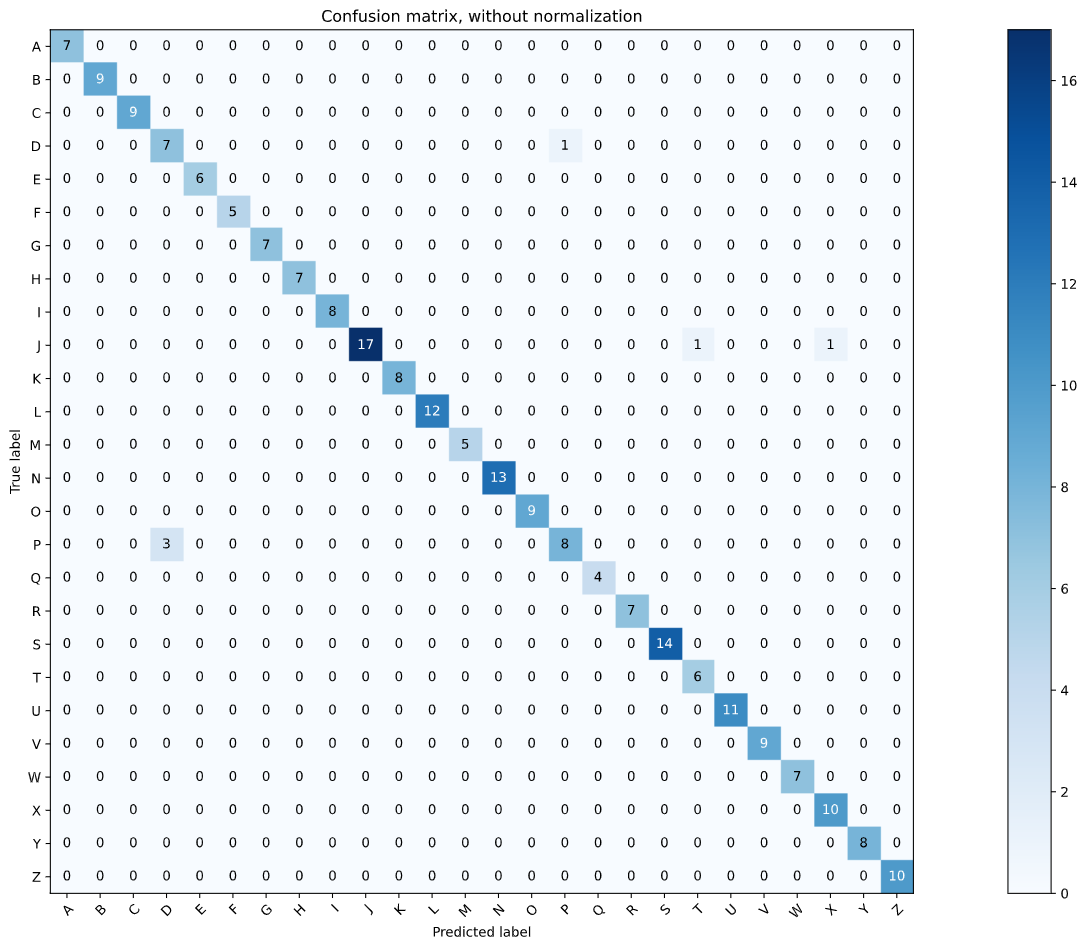 Confusion matrix, without normalization
A 7 0 0 0 0 0 0 0 0 0 0 0 0 0 0 0 0 0 0 0 0 0 0 0 0 0
B 0 9 0 0 0 0 0 0 0 0 0 0 0 0 0 0 0 0 0 0 0 0 0 0 0 0
C 0 0 9 0 0 0 0 0 0 0 0 0 0 0 0 0 0 0 0 0 0 0 0 0 0 0
D 0 0 0 7 0 0 0 0 0 0 0 0 0 0 0 1 0 0 0 0 0 0 0 0 0 0
E 0 0 0 0 6 0 0 0 0 0 0 0 0 0 0 0 0 0 0 0 0 0 0 0 0 0
F 0 0 0 0 0 5 0 0 0 0 0 0 0 0 0 0 0 0 0 0 0 0 0 0 0 0
G 0 0 0 0 0 0 7 0 0 0 0 0 0 0 0 0 0 0 0 0 0 0 0 0 0 0
H 0 0 0 0 0 0 0 7 0 0 0 0 0 0 0 0 0 0 0 0 0 0 0 0 0 0
I 0 0 0 0 0 0 0 0 8 0 0 0 0 0 0 0 0 0 0 0 0 0 0 0 0 0
J 0 0 0 0 0 0 0 0 0 17 0 0 0 0 0 0 0 0 0 1 0 0 0 1 0 0
K 0 0 0 0 0 0 0 0 0 0 8 0 0 0 0 0 0 0 0 0 0 0 0 0 0 0
L 0 0 0 0 0 0 0 0 0 0 0 12 0 0 0 0 0 0 0 0 0 0 0 0 0 0
M 0 0 0 0 0 0 0 0 0 0 0 0 5 0 0 0 0 0 0 0 0 0 0 0 0 0
N 0 0 0 0 0 0 0 0 0 0 0 0 0 13 0 0 0 0 0 0 0 0 0 0 0 0
O 0 0 0 0 0 0 0 0 0 0 0 0 0 0 9 0 0 0 0 0 0 0 0 0 0 0
P 0 0 0 3 0 0 0 0 0 0 0 0 0 0 0 8 0 0 0 0 0 0 0 0 0 0
Q 0 0 0 0 0 0 0 0 0 0 0 0 0 0 0 0 4 0 0 0 0 0 0 0 0 0
R 0 0 0 0 0 0 0 0 0 0 0 0 0 0 0 0 0 7 0 0 0 0 0 0 0 0
S 0 0 0 0 0 0 0 0 0 0 0 0 0 0 0 0 0 0 14 0 0 0 0 0 0 0
T 0 0 0 0 0 0 0 0 0 0 0 0 0 0 0 0 0 0 0 6 0 0 0 0 0 0
U 0 0 0 0 0 0 0 0 0 0 0 0 0 0 0 0 0 0 0 0 11 0 0 0 0 0
V 0 0 0 0 0 0 0 0 0 0 0 0 0 0 0 0 0 0 0 0 0 9 0 0 0 0
W 0 0 0 0 0 0 0 0 0 0 0 0 0 0 0 0 0 0 0 0 0 0 7 0 0 0
X 0 0 0 0 0 0 0 0 0 0 0 0 0 0 0 0 0 0 0 0 0 0 0 10 0 0
Y 0 0 0 0 0 0 0 0 0 0 0 0 0 0 0 0 0 0 0 0 0 0 0 0 8 0
Z 0 0 0 0 0 0 0 0 0 0 0 0 0 0 0 0 0 0 0 0 0 0 0 0 0 10
A B C D E F G H I J K L M N O P Q R S T U V W X Y Z
Predicted label
True label
16
14
12
10
8
6
4
2
0